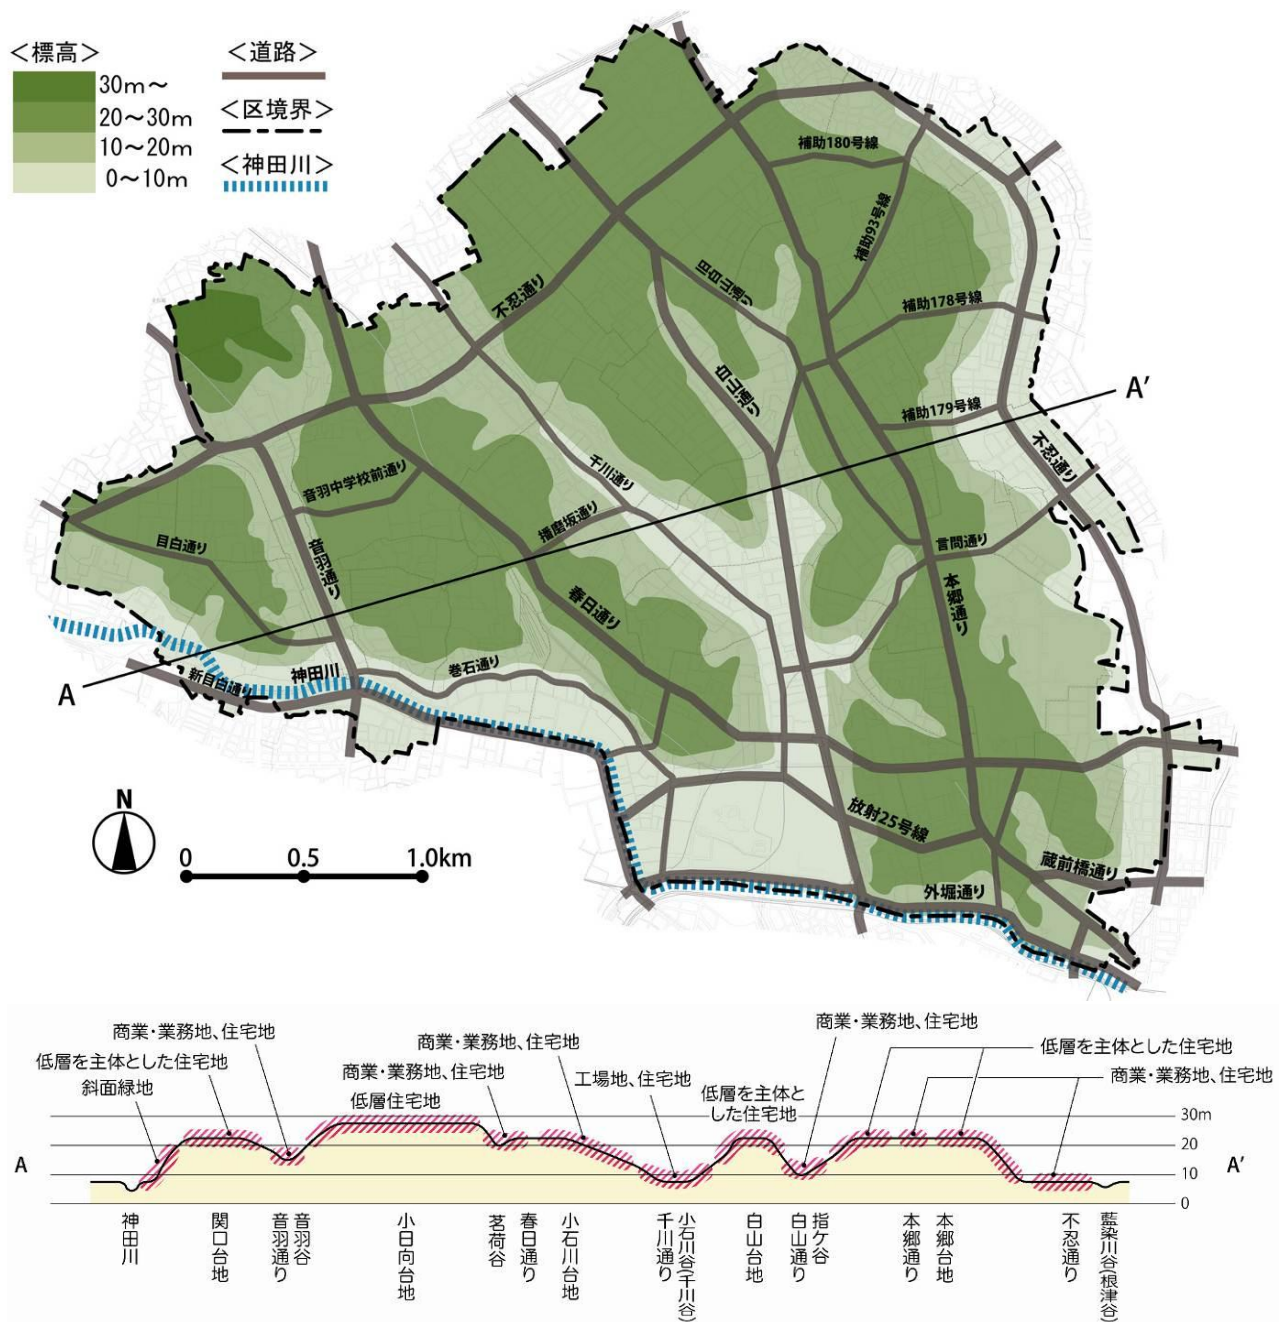 ＜標高＞
30m～
20～30m
10～20m
0～10m
＜道路＞
＜区境界＞
＜神田川＞
補助180号線
補助93号線
旧白山通り
不忍通り
補助178号線
白山通り
補助179号線
A'
不忍通り
千川通り
音羽中学校前通り
播磨坂通り
目白通り
音羽通り
言問通り
本郷通り
春日通り
神田川
巻石通り
新目白通り
A
放射25号線
蔵前橋通り
外堀通り
N
0
0.5
1.0km
商業・業務地、住宅地
低層を主体とした住宅地
斜面緑地
商業・業務地、住宅地
商業・業務地、住宅地
低層住宅地
工場地、住宅地
低層を主体と
した住宅地
商業・業務地、住宅地
低層を主体とした住宅地
商業・業務地、住宅地
30m
20
10
0
A
A'
神田川
関口台地
音羽通り
音羽谷
小日向台地
茗荷谷
春日通り
小石川台地
千川通り
小石川谷(千川谷)
白山台地
白山通り
指ケ谷
本郷通り
本郷台地
不忍通り
藍染川谷(根津谷)